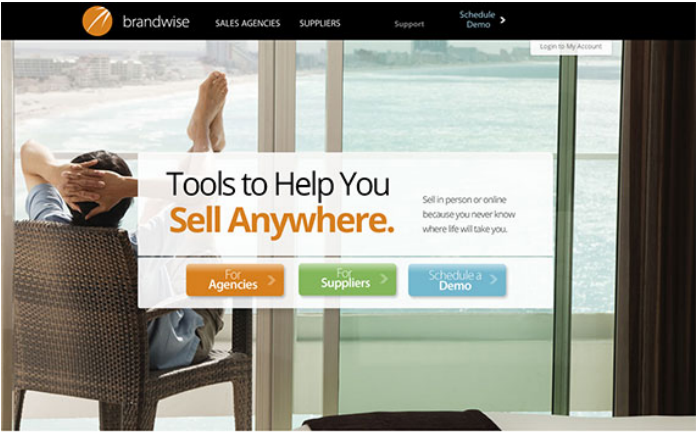 brandwise
SALES AGENCIES
SUPPLIERS
Support
Schedule
Demo
Login to My Account
Tools to Help You
Sell Anywhere.
Sell in person or online
because you never know
where life will take you.
For
Agencies
For
Suppliers
Schedule a
Demo